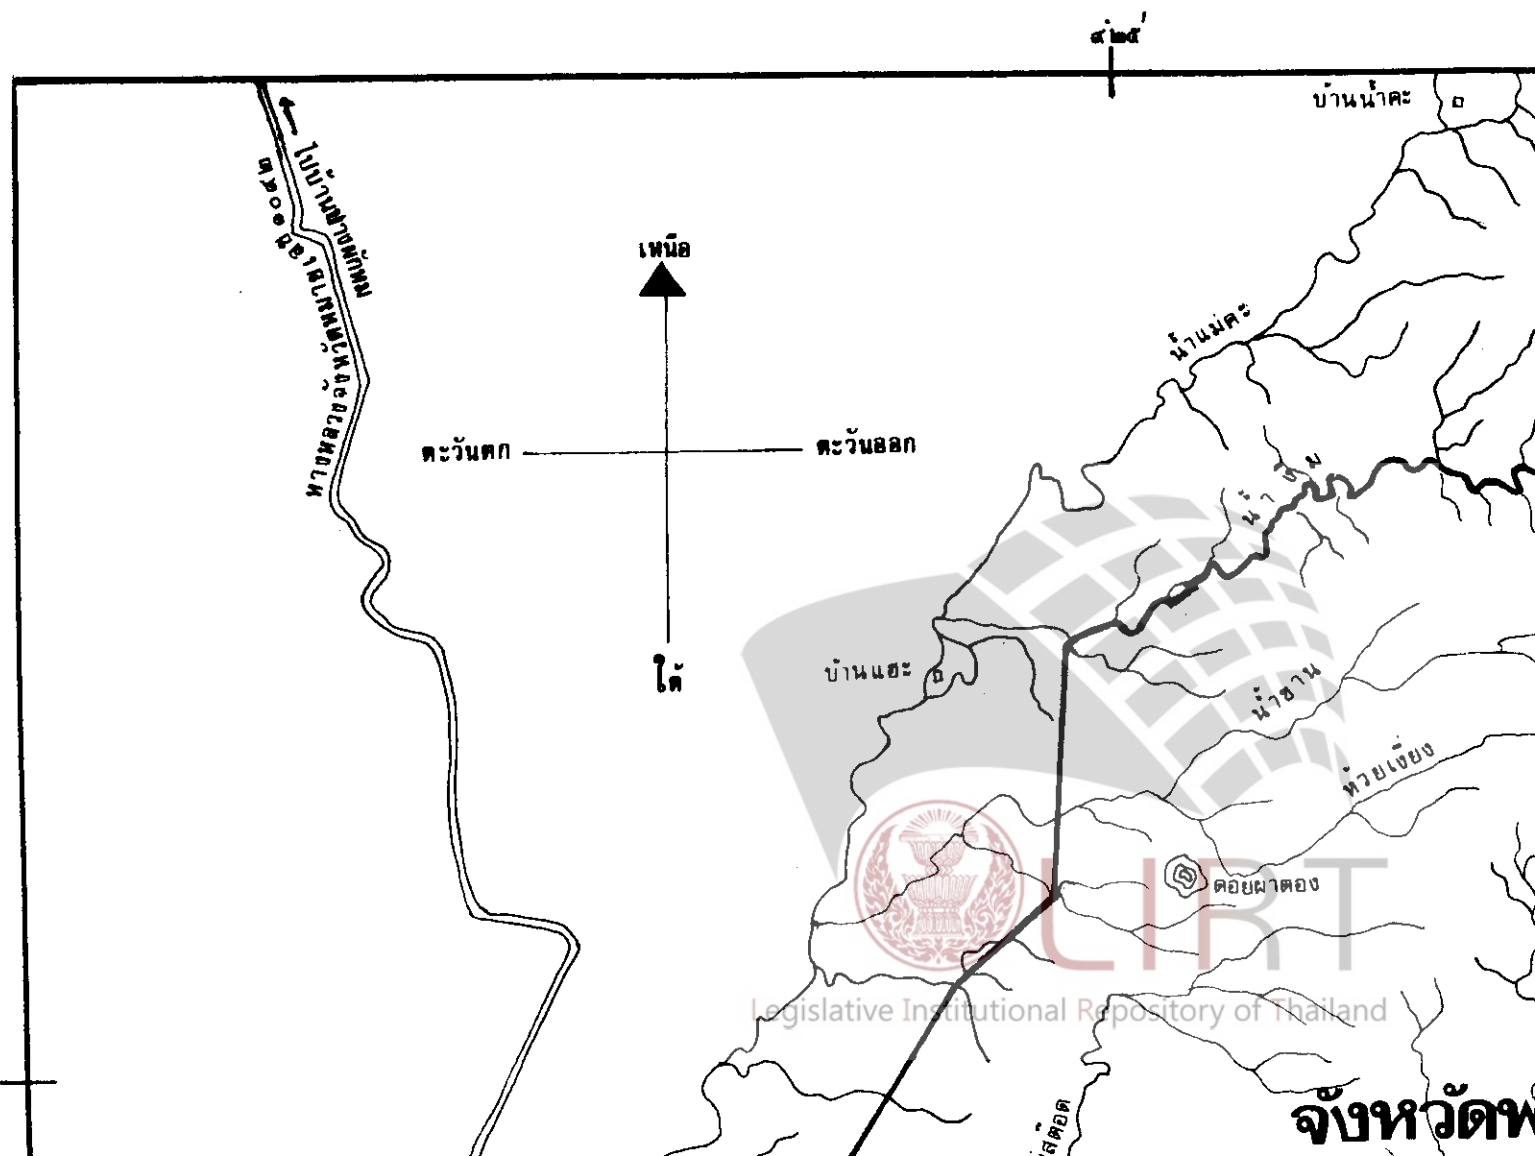 ๙๒๕'
บ้านน้ำคะ
ไปบ้านฟางผักหม
ทางหลวงจังหวัดหมายเลข ๑๐๙๒
เหนือ
ตะวันตก
ตะวันออก
ใต้
น้ำแม่คะ
น้ำ
บ้านแฮะ
น้ำฮาน
ห้วยเงี่ยง
ดอยผาตอง
LIRT
Legislative Institutional Repository of Thailand
จังหวัดพ